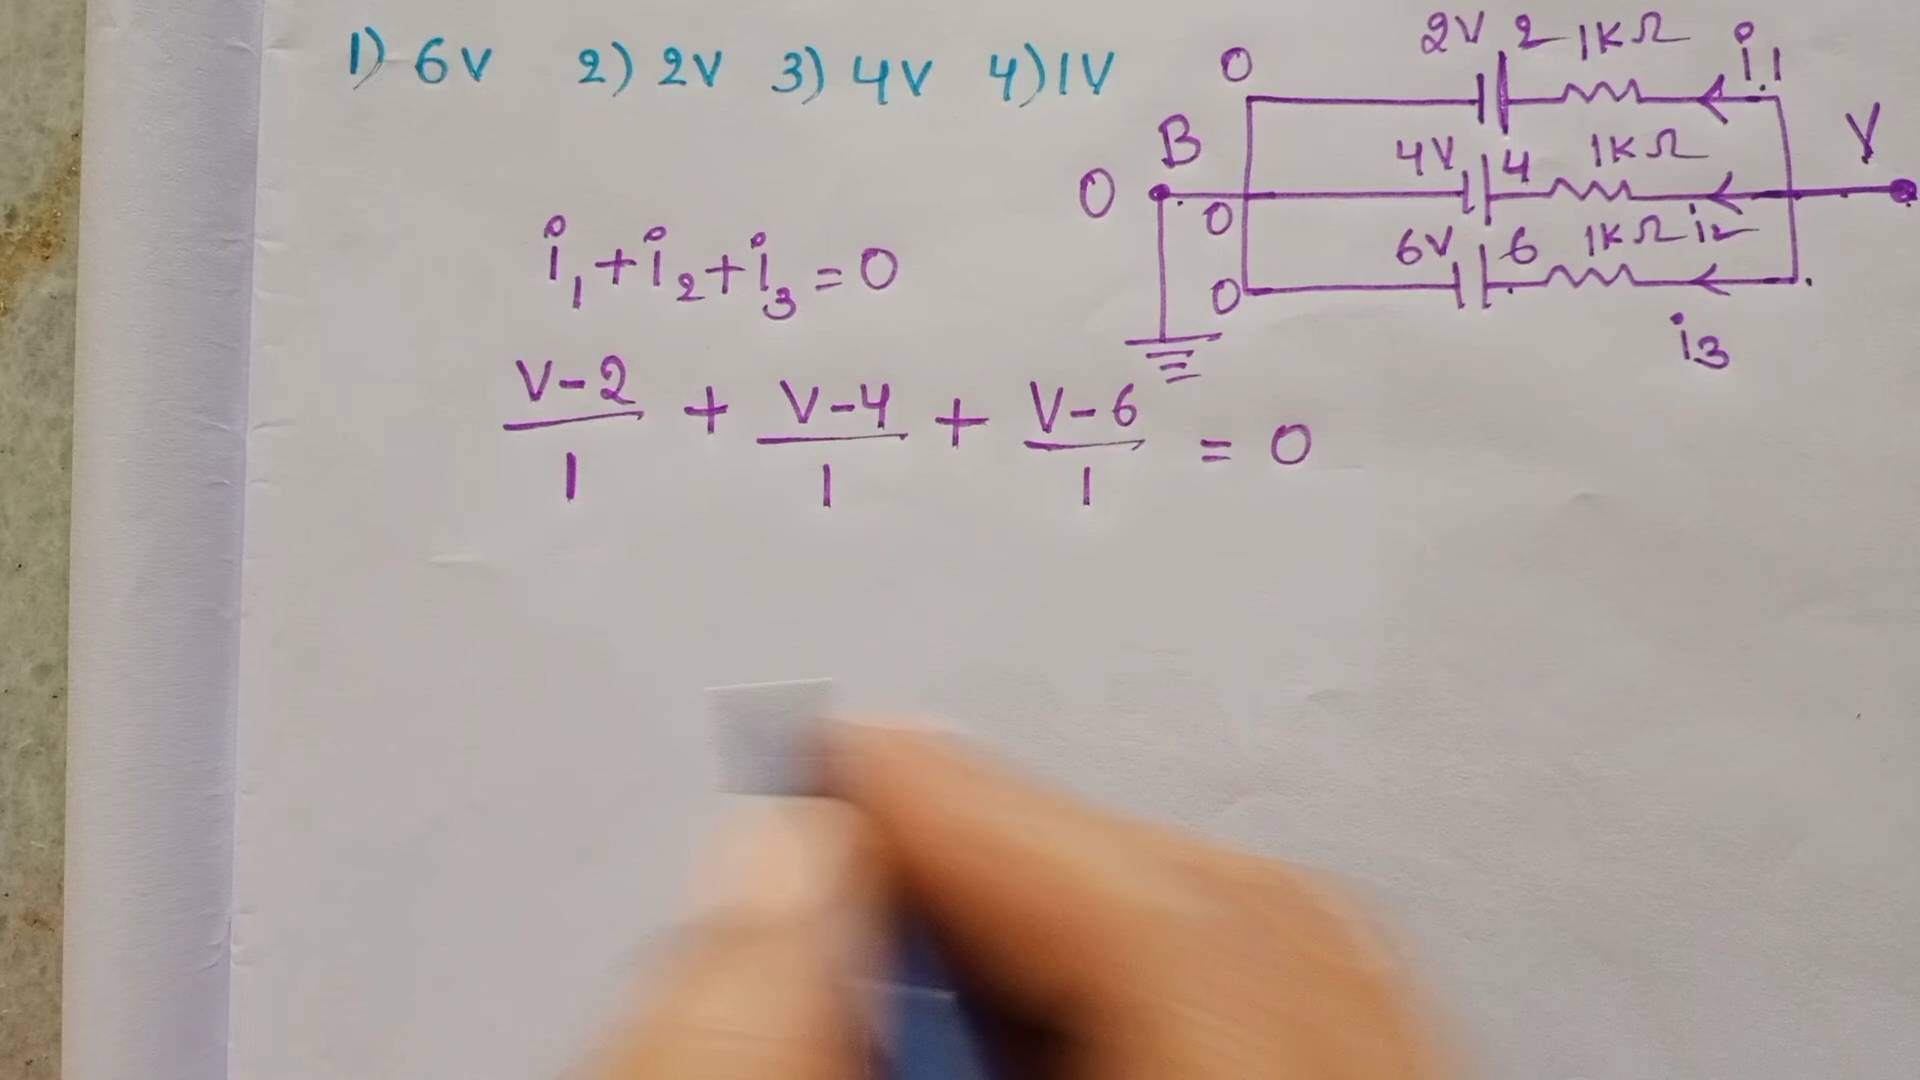 1) 6V 2) 2V 3) 4V 4) 1V
2V 2 1KΩ i1
0
B
V
4V 4 1KΩ
0
0
6V 6 1KΩ i2
0
i3
i1+i2+i3=0
V-2/1 + V-4/1 + V-6/1 = 0